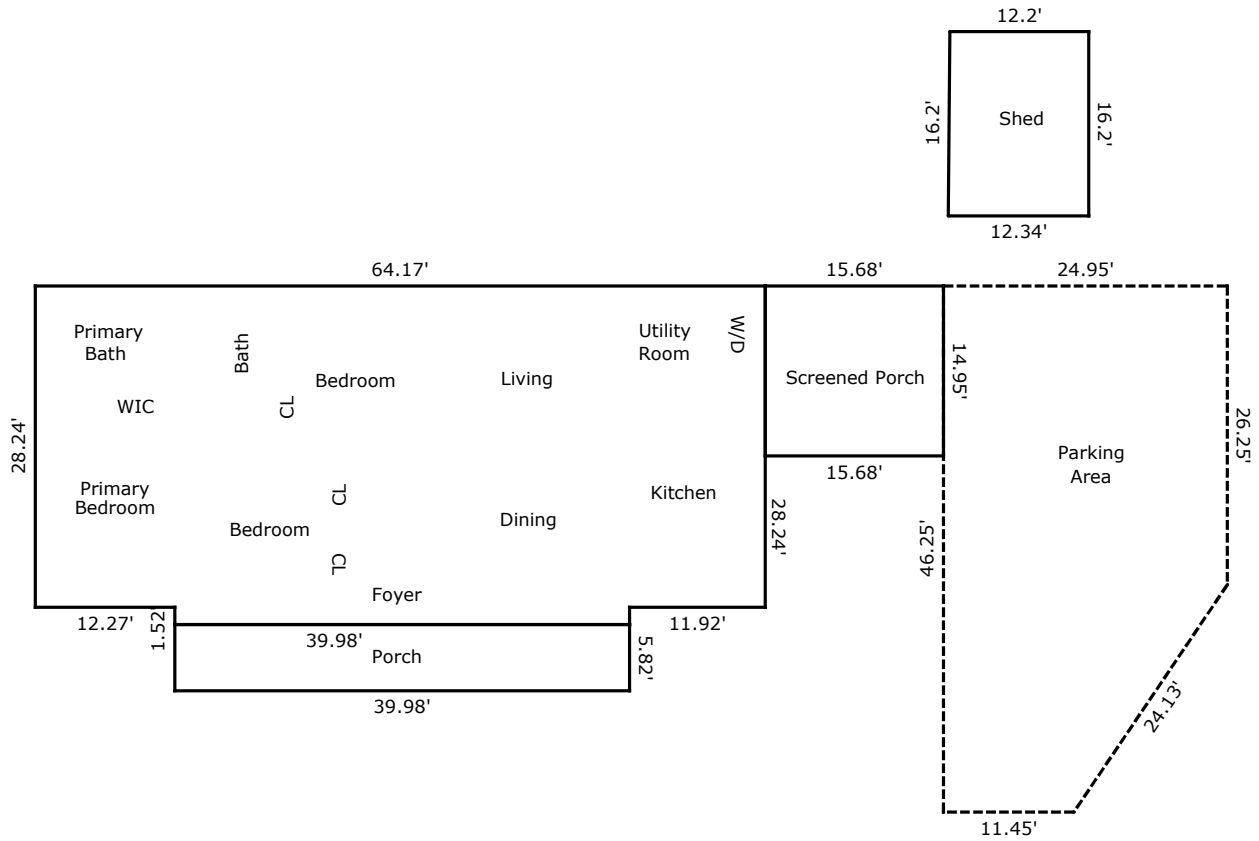 12.2'
16.2'
Shed
16.2'
12.34'
64.17'
15.68'
24.95'
Primary
Bath
Bath
Bedroom
Living
Utility
Room
W/D
Screened Porch
14.95'
WIC
CL
28.24'
26.25'
Parking
Area
15.68'
Primary
Bedroom
CL
Bedroom
Dining
Kitchen
28.24'
46.25'
CL
Foyer
12.27'
1.52'
39.98'
11.92'
Porch
5.82'
39.98'
24.13'
11.45'